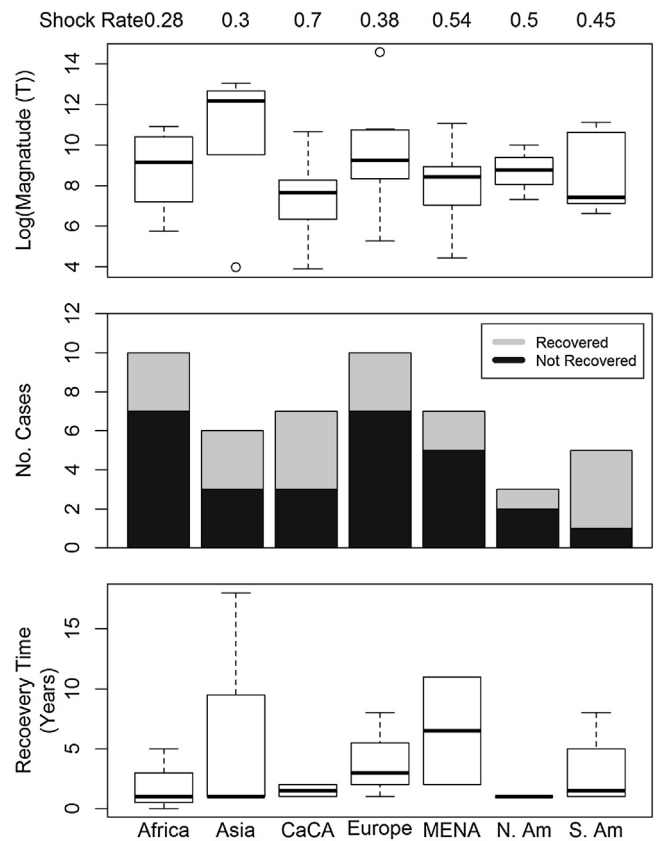 Shock Rate0.28 0.3 0.7 0.38 0.54 0.5 0.45
Log(Magnatude (T))
14
12
10
8
6
4
No. Cases
12
10
8
6
4
2
0
Recovered
Not Recovered
Recoevery Time
(Years)
15
10
5
0
Africa Asia CaCA Europe MENA N. Am S. Am